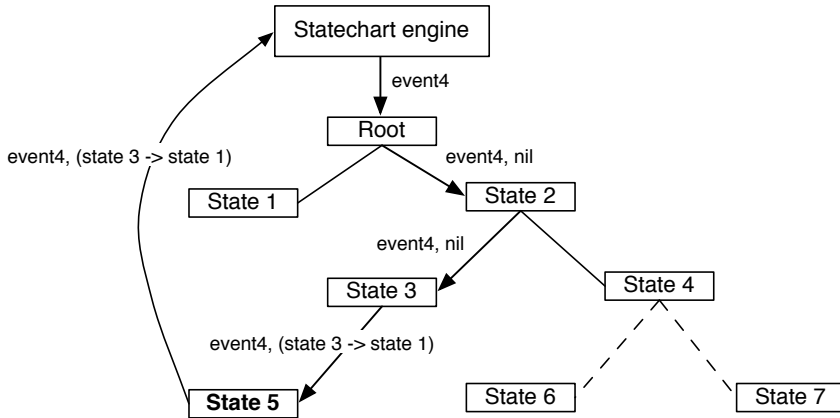 Statechart engine
event4
Root
event4, (state 3 -> state 1)
event4, nil
State 1
State 2
event4, nil
State 3
State 4
event4, (state 3 -> state 1)
State 5
State 6
State 7